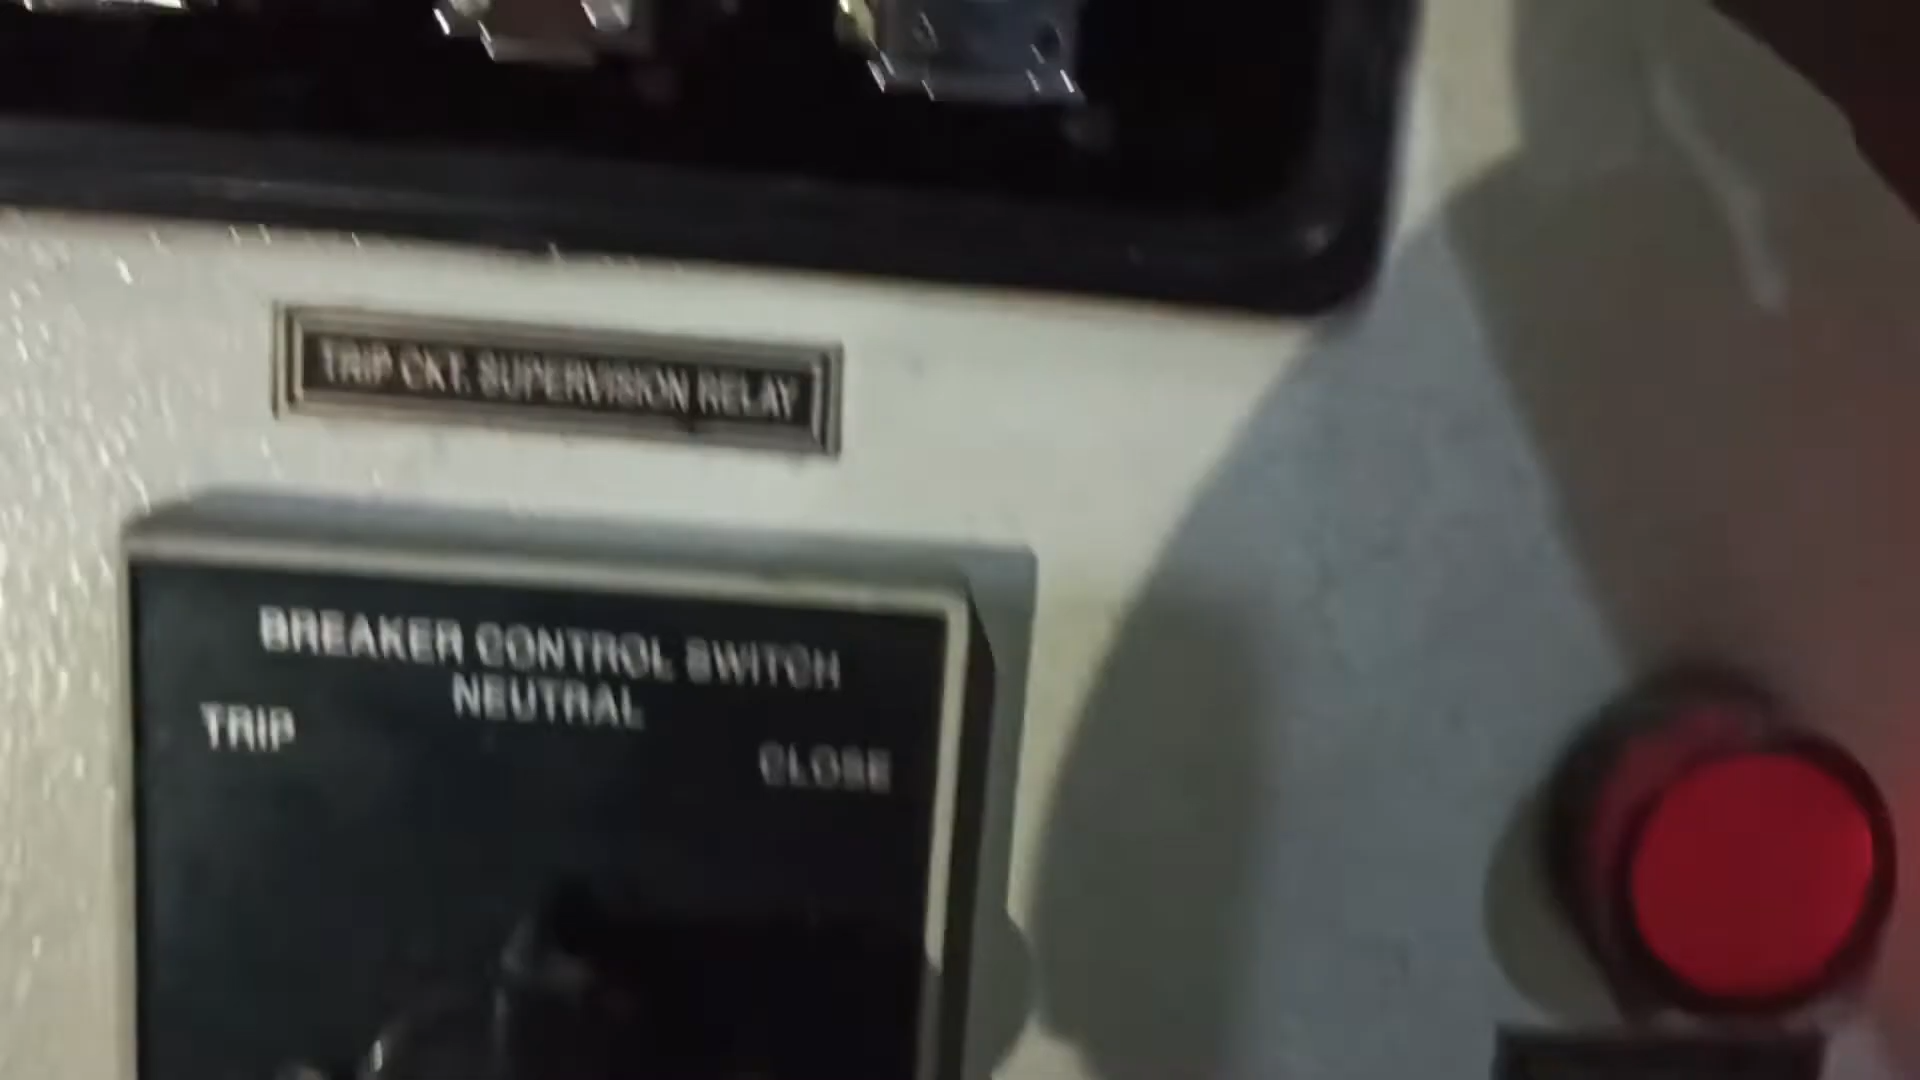 TRIP CKT. SUPERVISION RELAY
BREAKER CONTROL SWITCH
NEUTRAL
TRIP
CLOSE